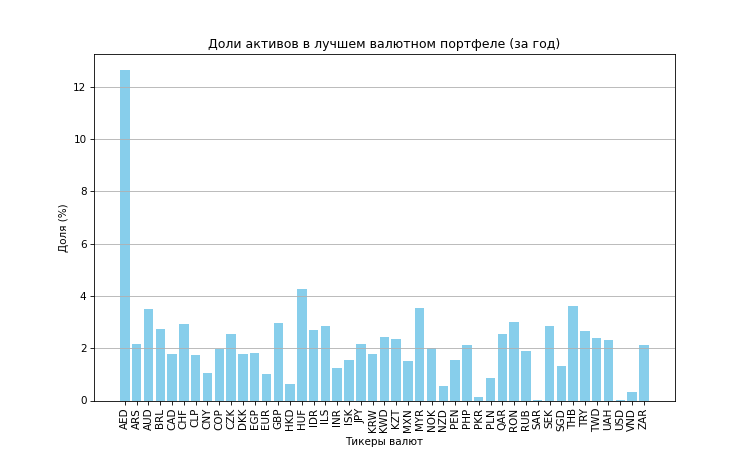 Доли активов в лучшем валютном портфеле (за год)
Доля (%)
12
10
8
6
4
2
0
AED ARS AUD BRL CAD CHF CLP CNY COP CZK DKK EGP EUR GBP HKD HUF IDR ILS INR ISK JPY KRW KWD KZT MXN MYR NOK NZD PEN PHP PKR PLN QAR RON RUB SAR SEK SGD THB TRY TWD UAH USD VND ZAR
Тикеры валют